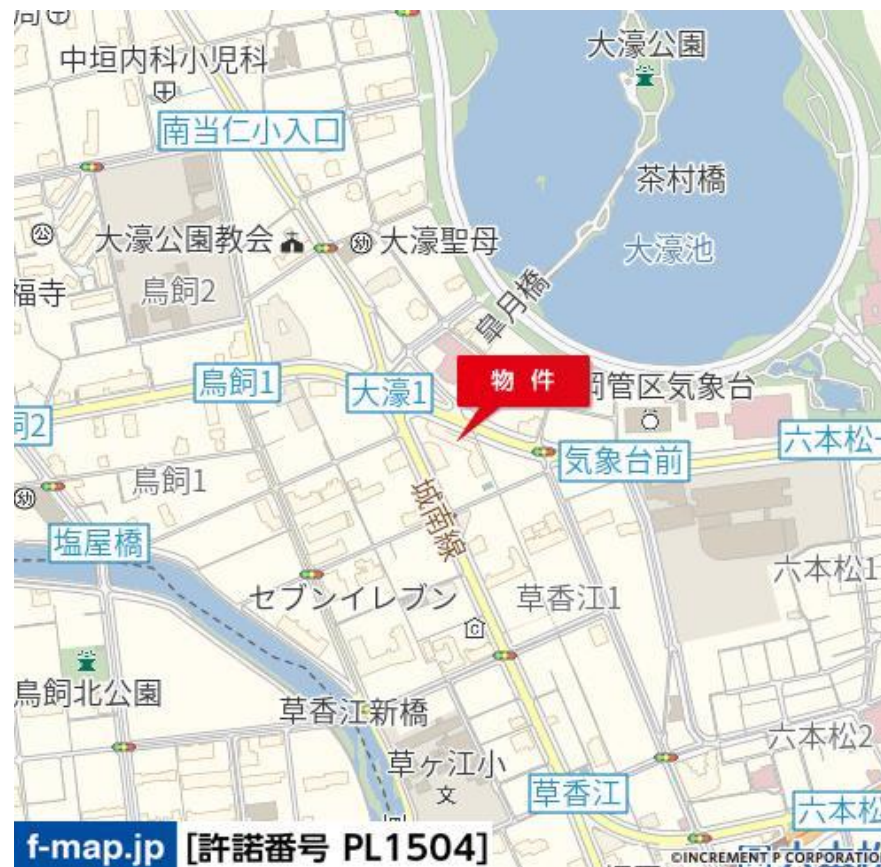 大濠公園
中垣内科小児科
南当仁小入口
茶村橋
大濠公園教会
幼
大濠聖母
公
大濠池
福寺
鳥飼2
皐月橋
物件
鳥飼1
大濠1
管区気象台
六本松
気象台前
鳥飼1
幼
城南線
塩屋橋
六本松1
セブンイレブン
草香江1
鳥飼北公園
草香江新橋
六本松2
草ヶ江小
文
草香江
六本松
f-map.jp [許諾番号 PL1504]
©INCREMENT P CORPORATIO